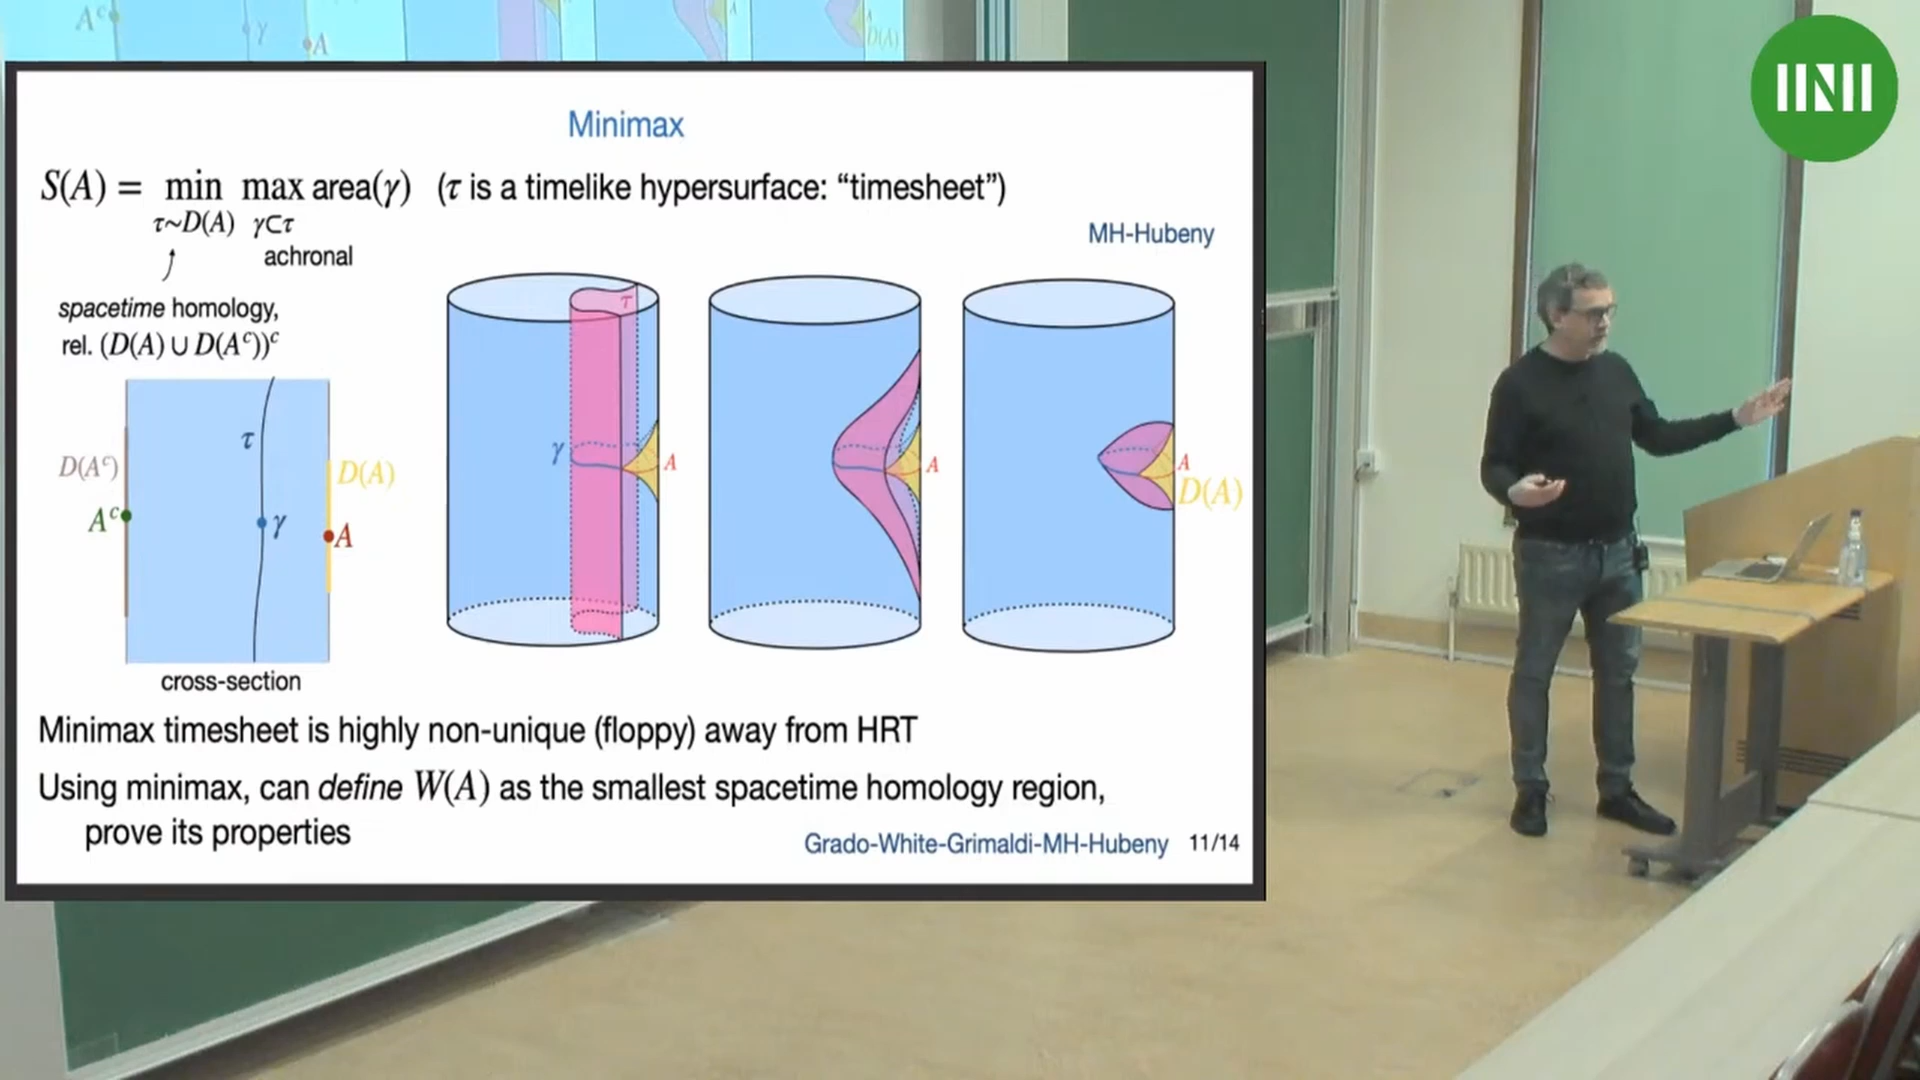 A^c
γ
A
A
D(A)
Minimax
S(A) = min max area(γ) (τ is a timelike hypersurface: “timesheet”)
τ~D(A) γ⊂τ
achronal
MH-Hubeny
spacetime homology,
rel. (D(A) ∪ D(A^c))^c
τ
D(A^c)
D(A)
A^c
γ
A
cross-section
τ
γ
A
A
A
D(A)
Minimax timesheet is highly non-unique (floppy) away from HRT
Using minimax, can define W(A) as the smallest spacetime homology region,
prove its properties
Grado-White-Grimaldi-MH-Hubeny 11/14